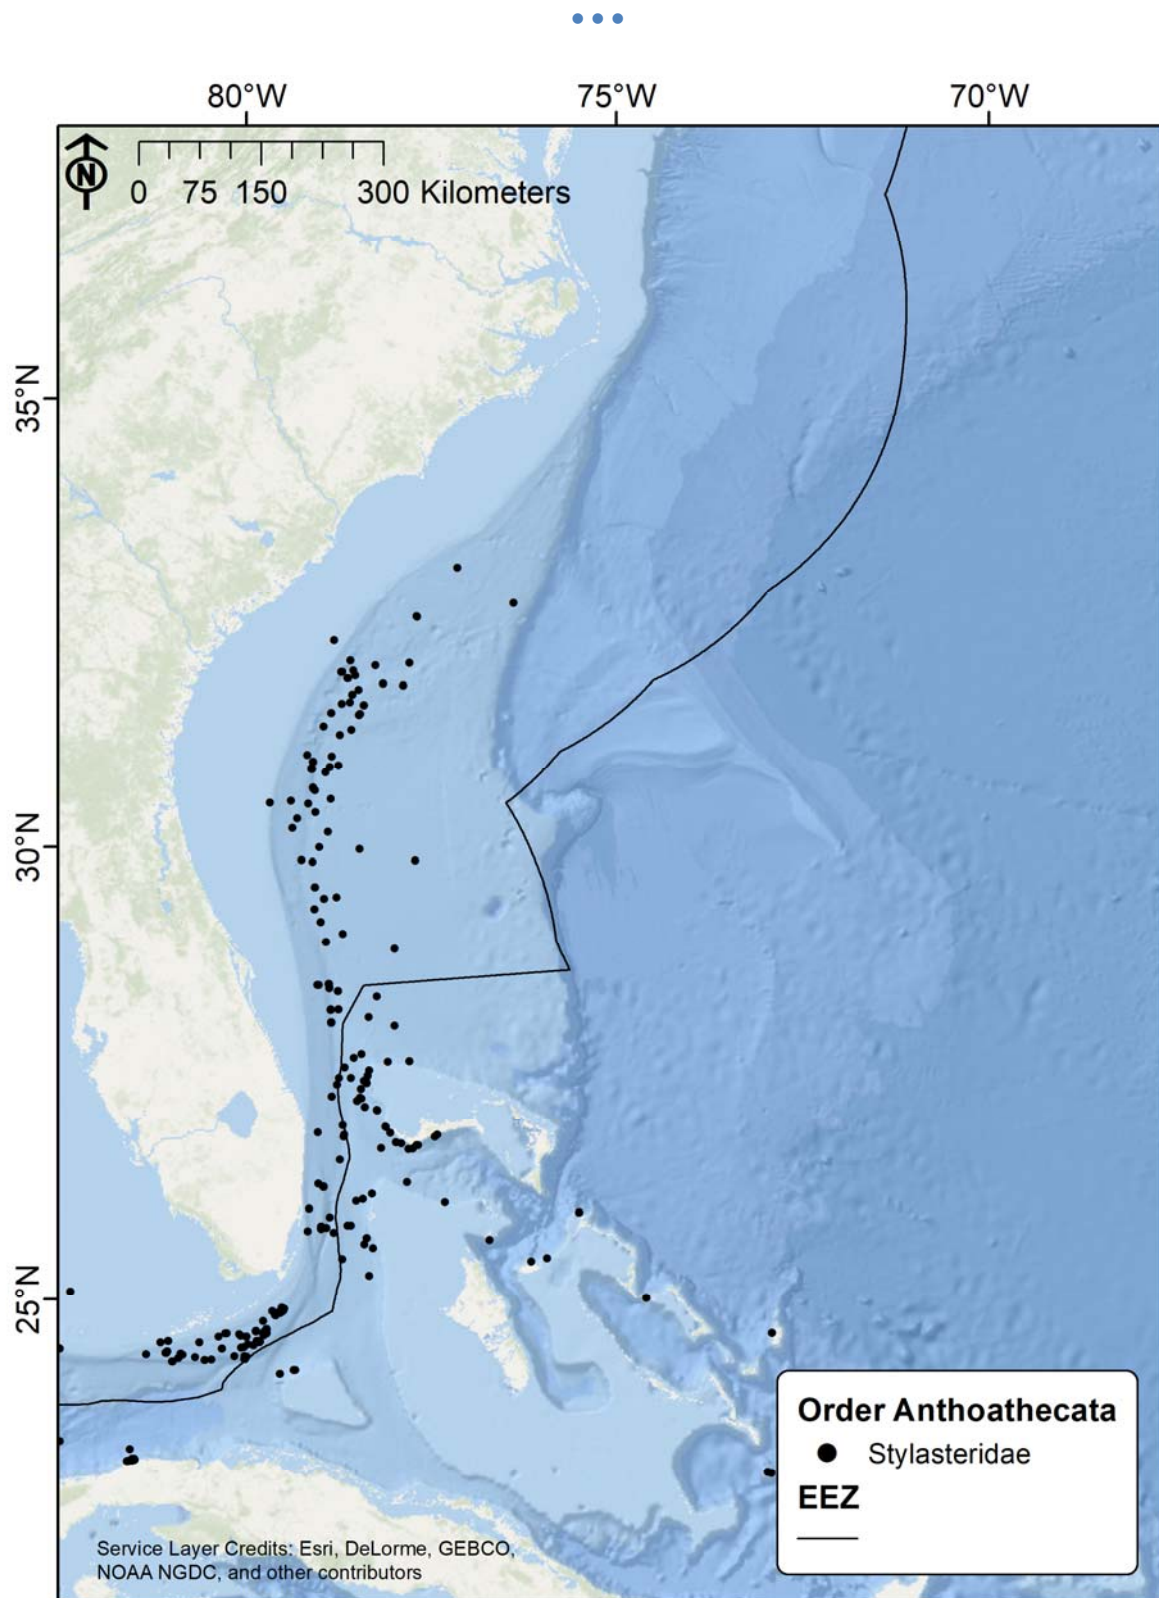 80°W 75°W 70°W
N
0 75 150 300 Kilometers
35°N
30°N
25°N
Order Anthoathecata
Stylasteridae
EEZ
Service Layer Credits: Esri, DeLorme, GEBCO,
NOAA NGDC, and other contributors